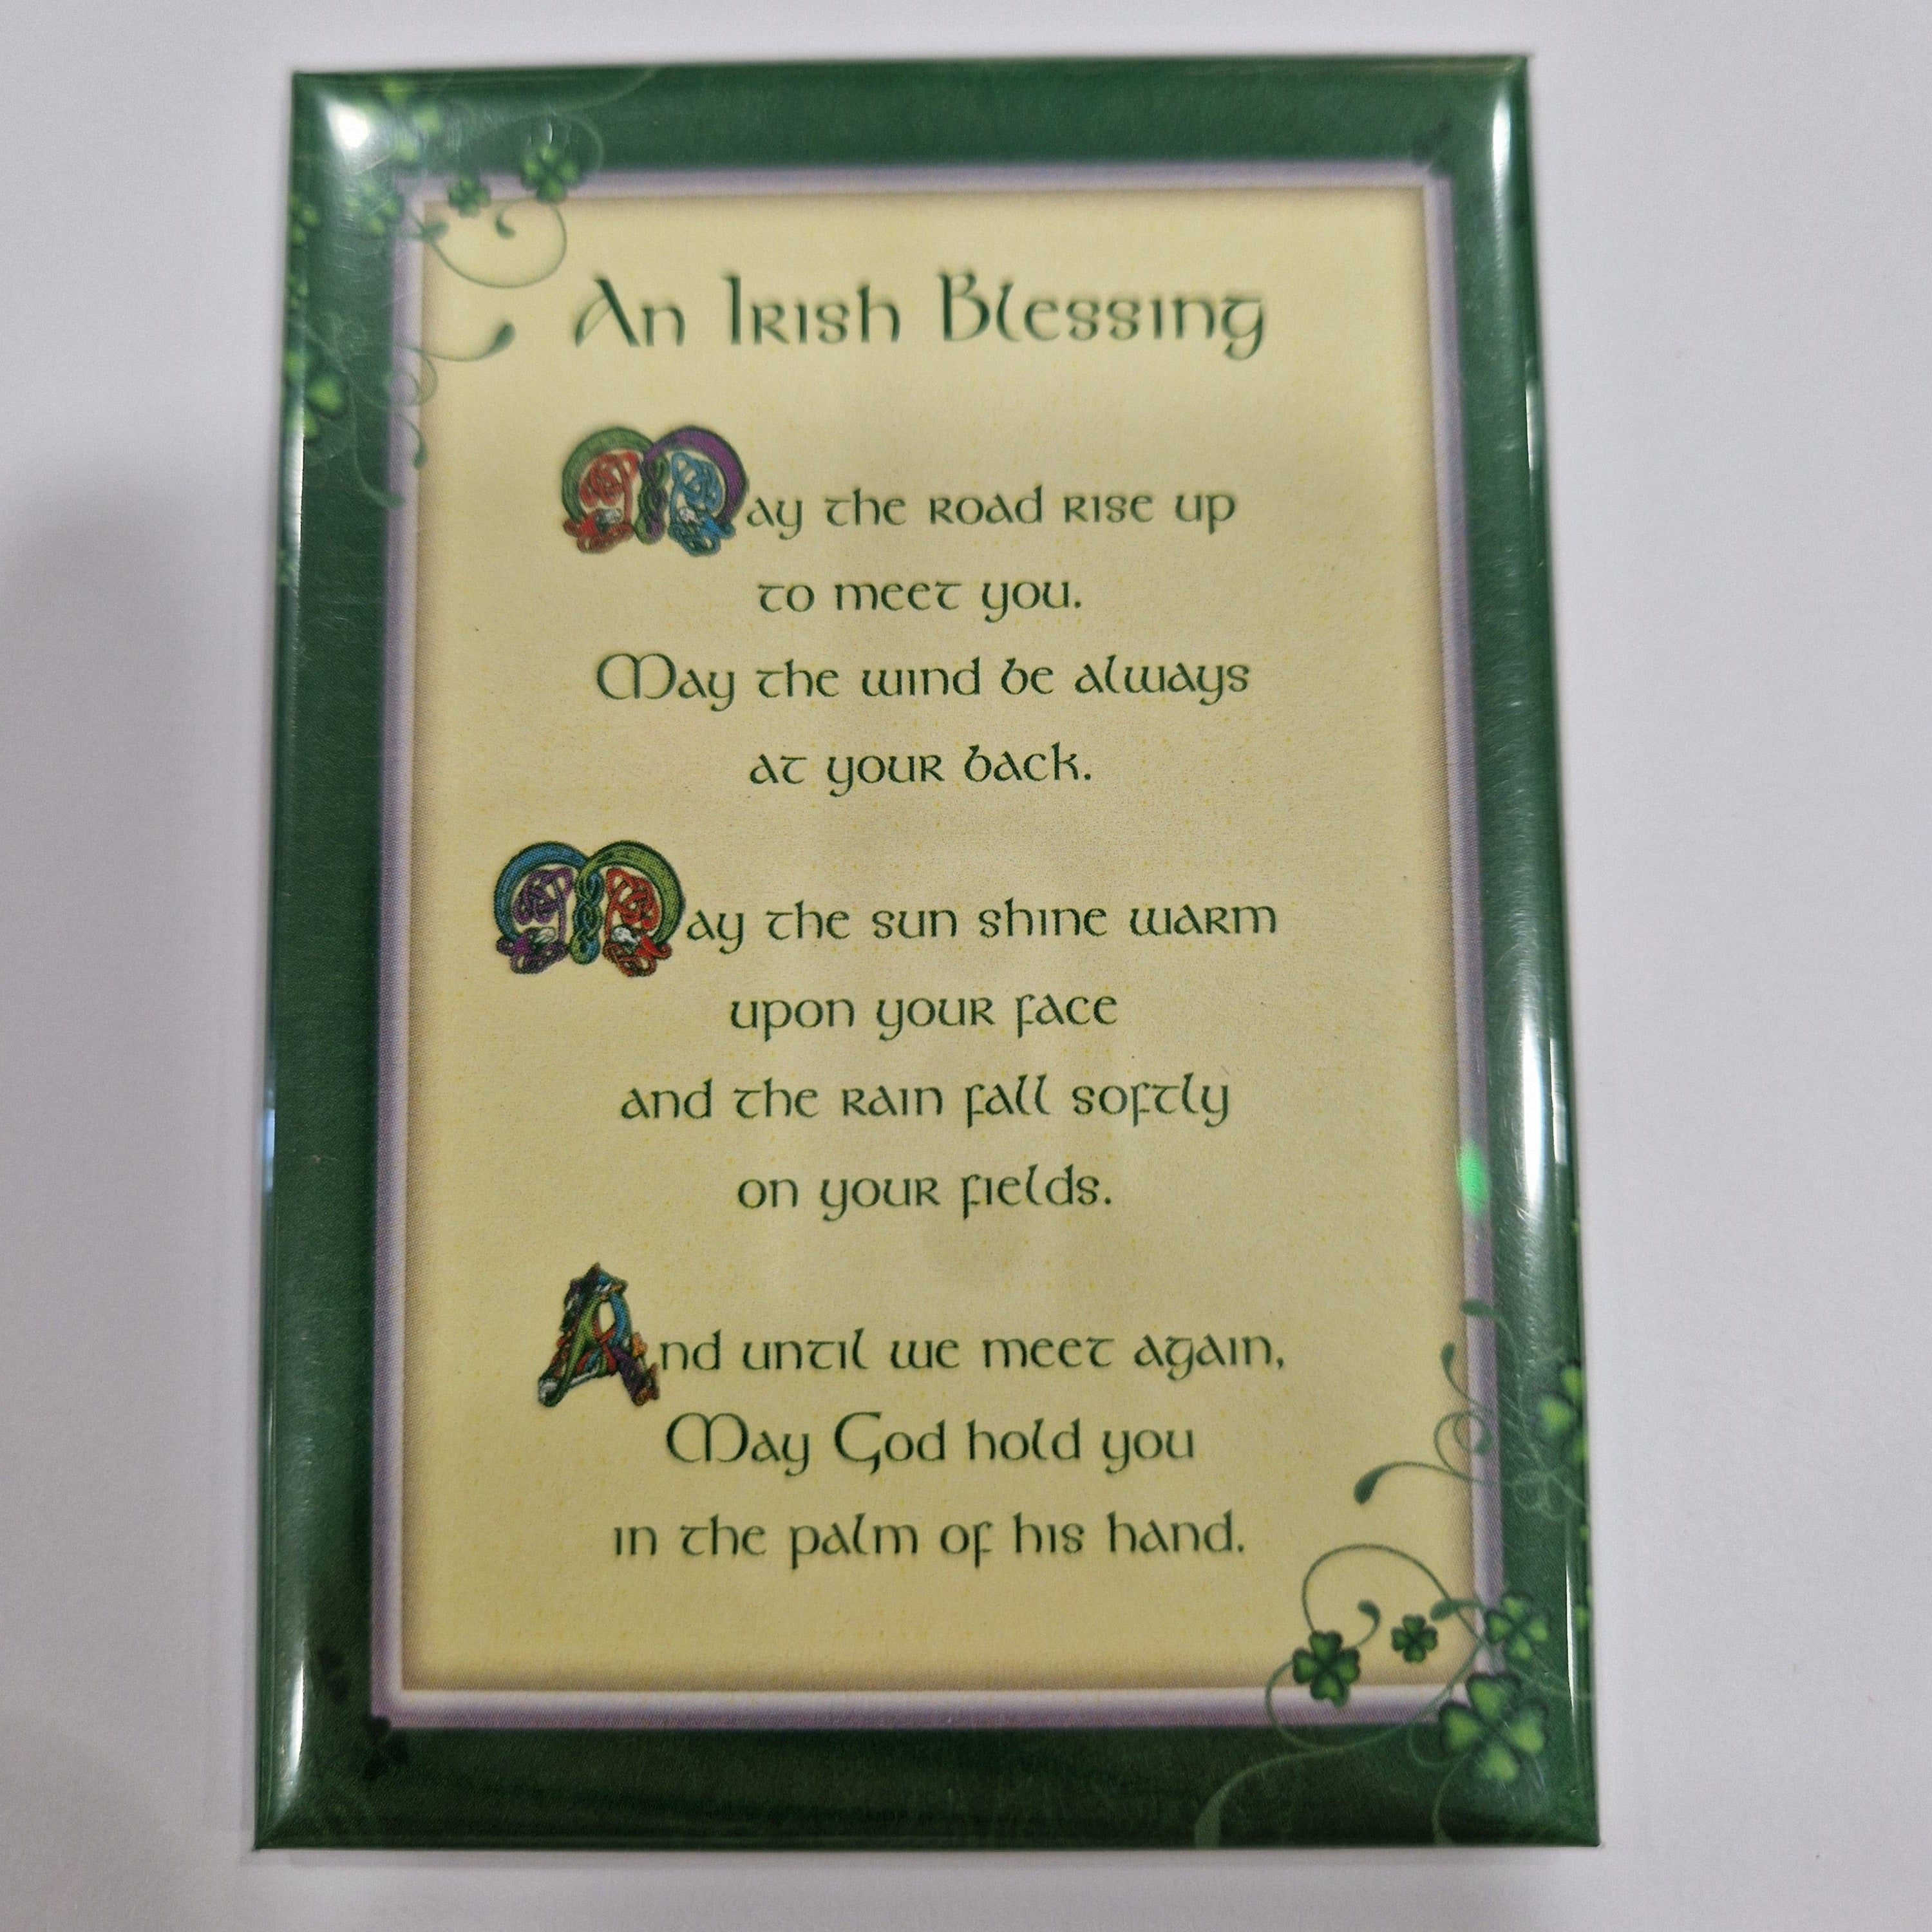 An Irish Blessing
May the road rise up
to meet you.
May the wind be always
at your back.
May the sun shine warm
upon your face
and the rain fall softly
on your fields.
And until we meet again,
May God hold you
in the palm of his hand.